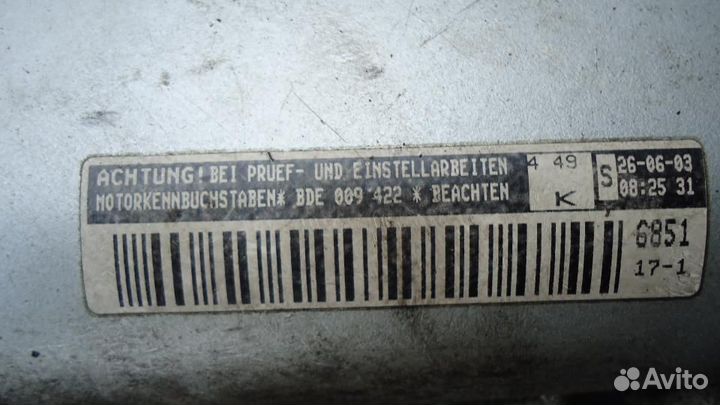 ACHTUNG! BEI PRUEF- UND EINSTELLARBEITEN
MOTORKENNBUCHSTABEN* BDE 009 422 * BEACHTEN
4 49
K
S
26-06-03
08:25 31
6851
17-1
Avito